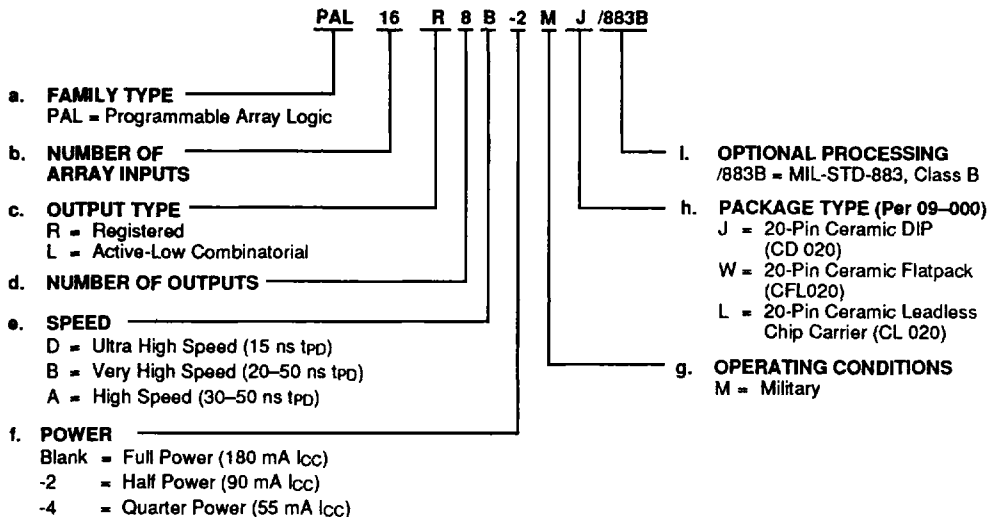 PAL 16 R 8 B -2 M J /883B
a. FAMILY TYPE
PAL = Programmable Array Logic
b. NUMBER OF
ARRAY INPUTS
c. OUTPUT TYPE
R = Registered
L = Active-Low Combinatorial
d. NUMBER OF OUTPUTS
e. SPEED
D = Ultra High Speed (15 ns tPD)
B = Very High Speed (20–50 ns tPD)
A = High Speed (30–50 ns tPD)
f. POWER
Blank = Full Power (180 mA ICC)
-2 = Half Power (90 mA ICC)
-4 = Quarter Power (55 mA ICC)
i. OPTIONAL PROCESSING
/883B = MIL-STD-883, Class B
h. PACKAGE TYPE (Per 09–000)
J = 20-Pin Ceramic DIP
(CD 020)
W = 20-Pin Ceramic Flatpack
(CFL020)
L = 20-Pin Ceramic Leadless
Chip Carrier (CL 020)
g. OPERATING CONDITIONS
M = Military